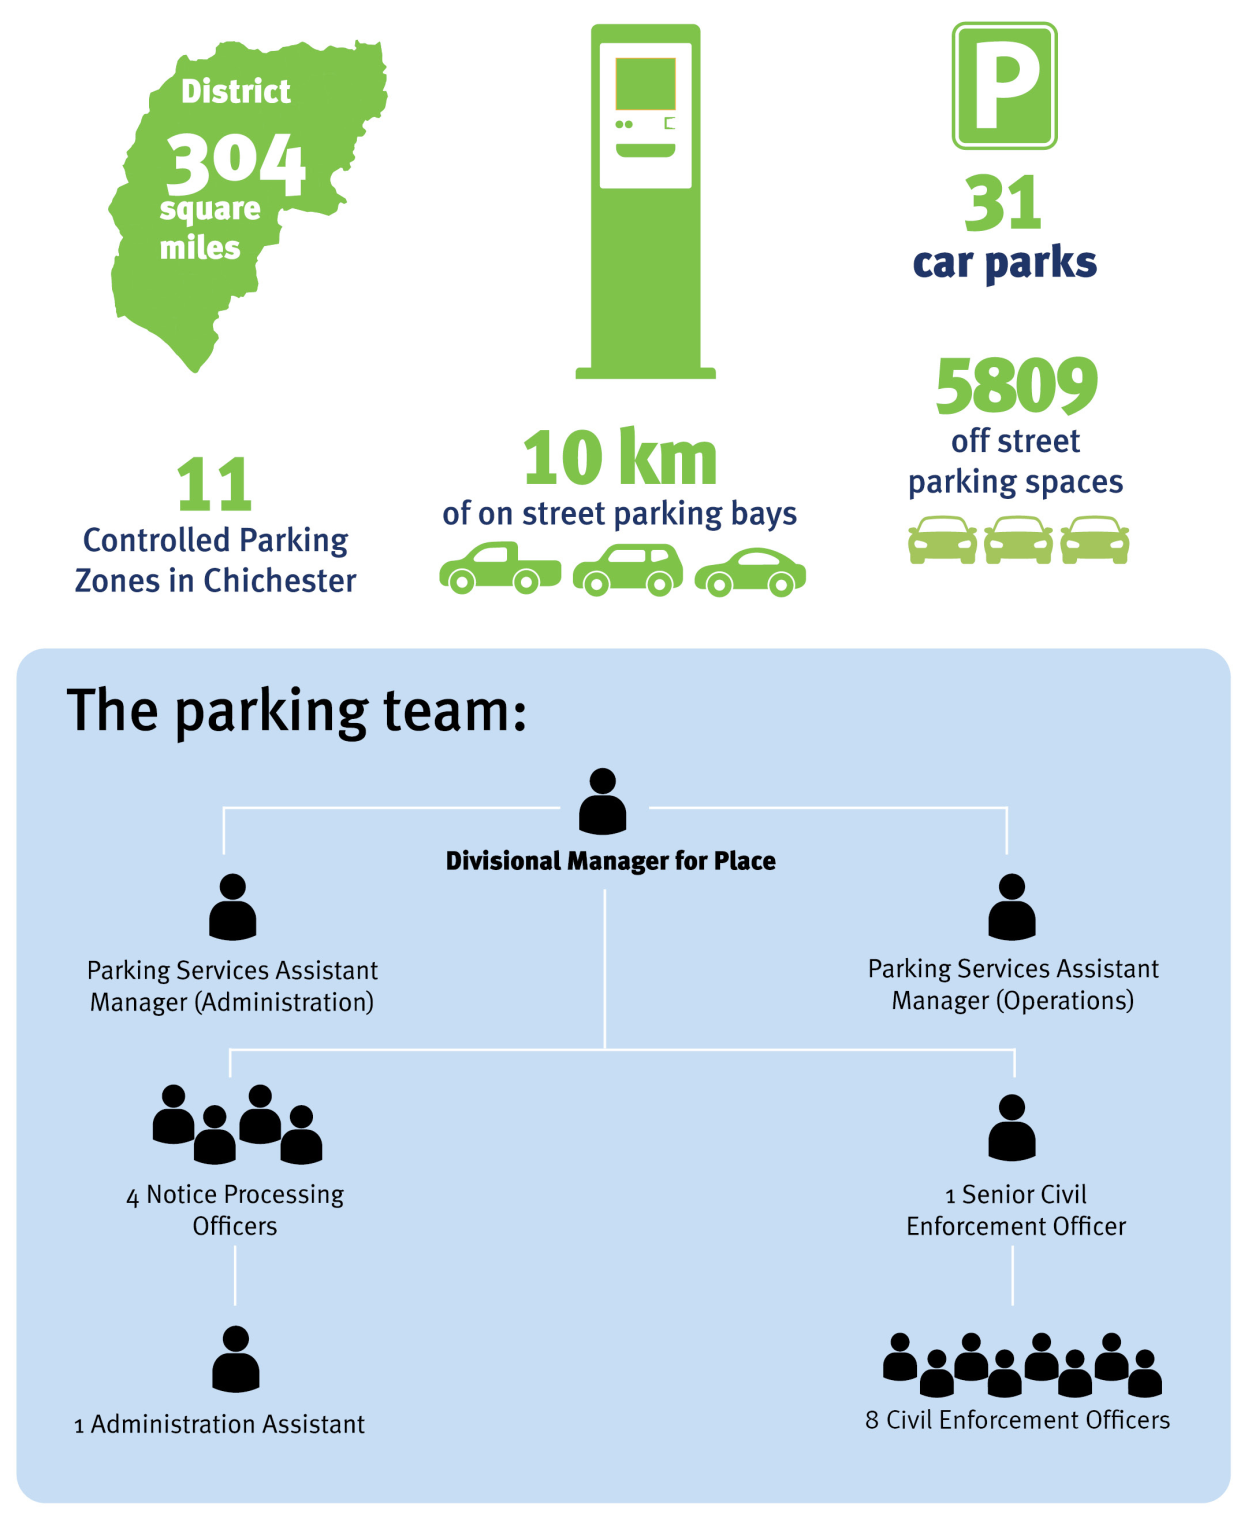 District
304
square
miles
P
31
car parks
5809
off street
parking spaces
11
Controlled Parking
Zones in Chichester
10 km
of on street parking bays
The parking team:
Divisional Manager for Place
Parking Services Assistant
Manager (Administration)
Parking Services Assistant
Manager (Operations)
4 Notice Processing
Officers
1 Senior Civil
Enforcement Officer
1 Administration Assistant
8 Civil Enforcement Officers